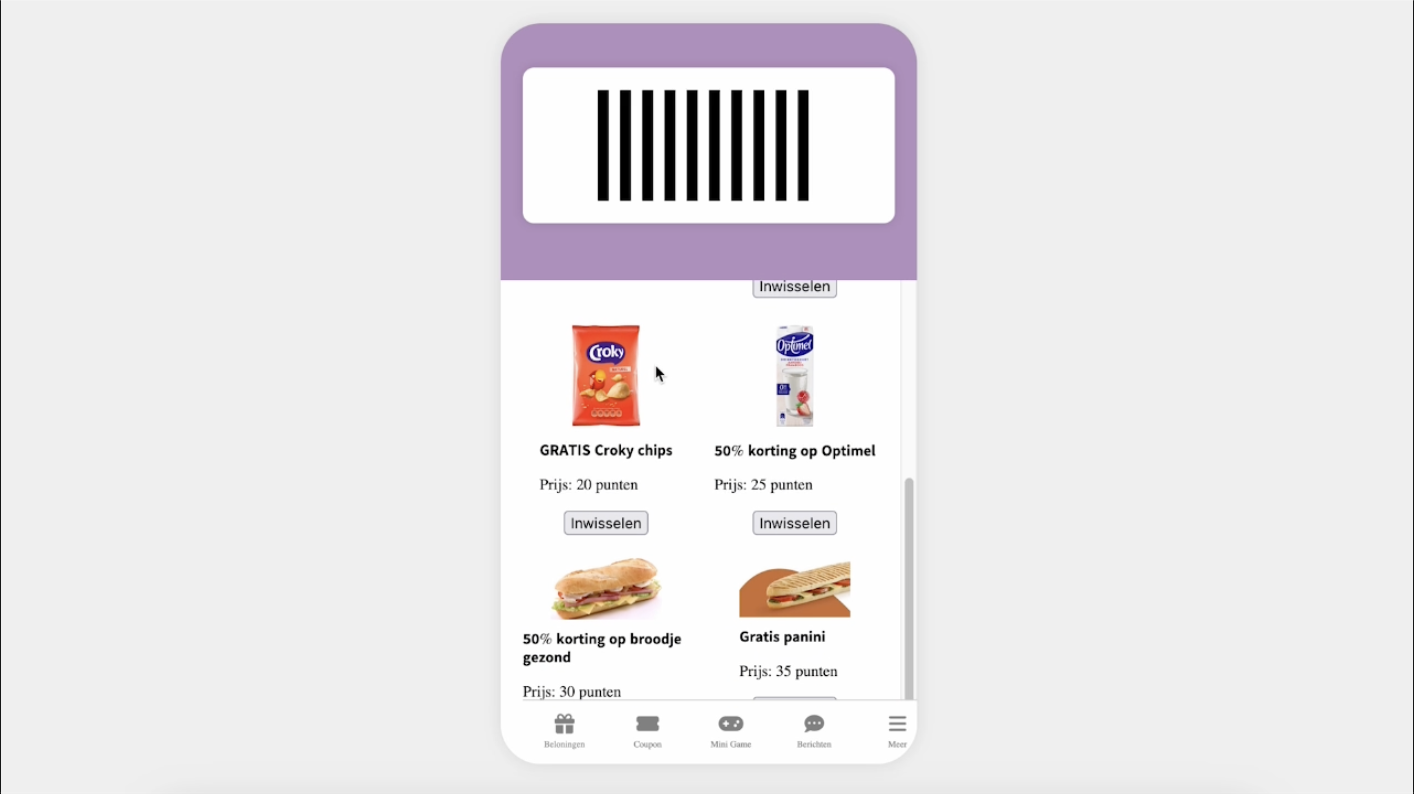 Inwisselen
Croky
Optimel
GRATIS Croky chips
50% korting op Optimel
Prijs: 20 punten
Prijs: 25 punten
Inwisselen
Inwisselen
50% korting op broodje
gezond
Gratis panini
Prijs: 35 punten
Prijs: 30 punten
Beloningen
Coupon
Mini Game
Berichten
Meer